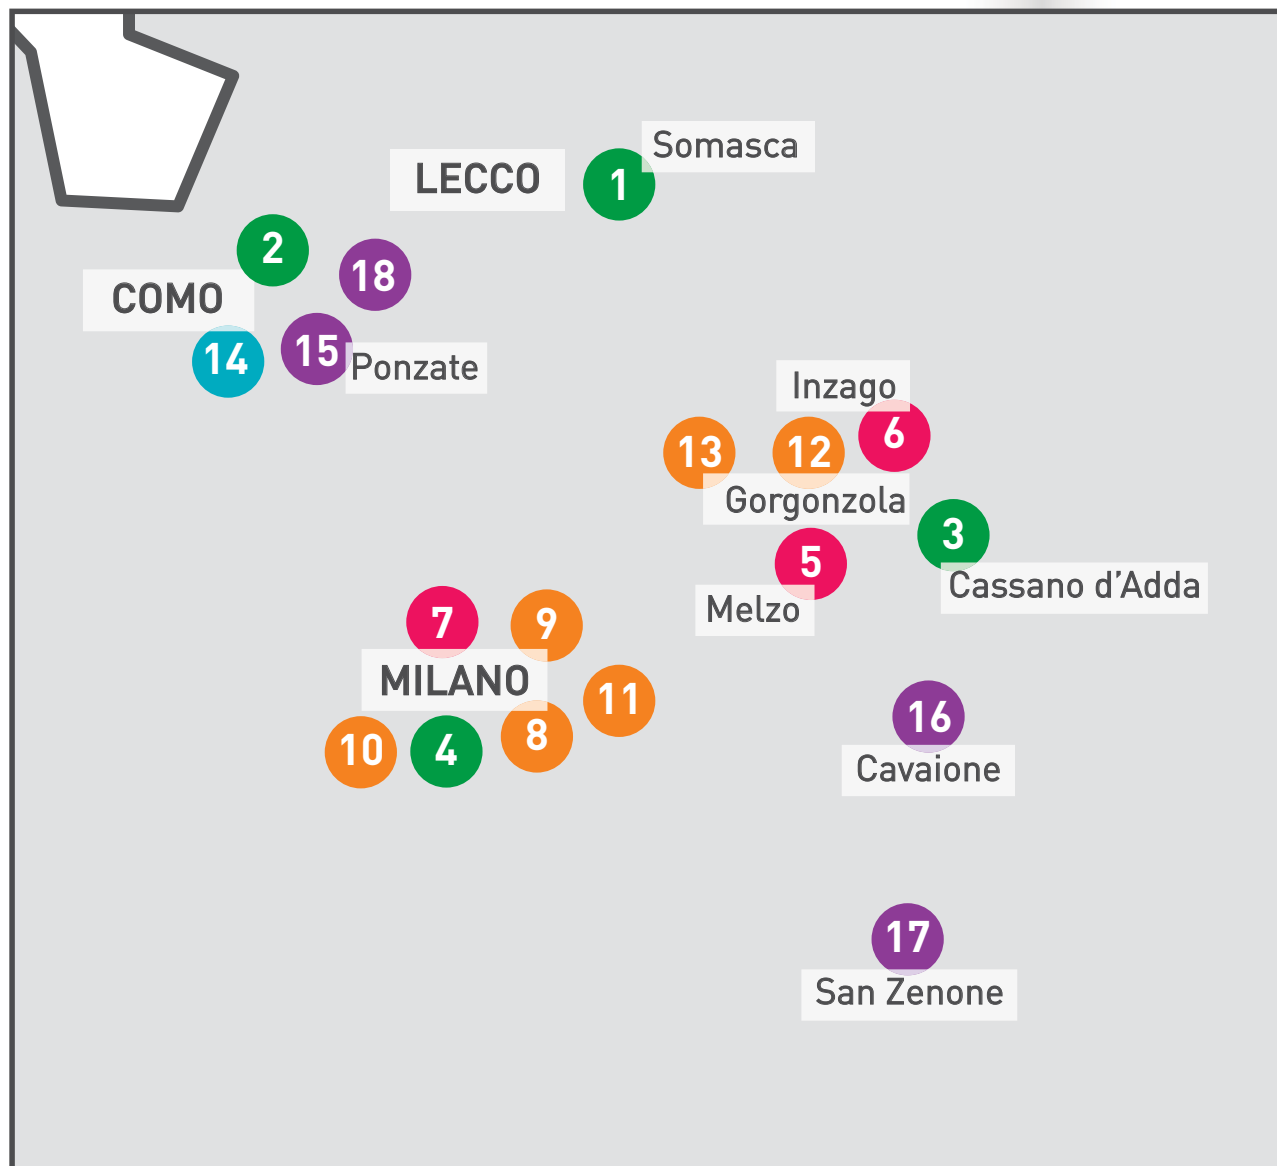 Somasca
LECCO
1
2
18
COMO
14
15
Ponzate
Inzago
13
12
6
Gorgonzola
3
5
Cassano d’Adda
Melzo
7
9
MILANO
11
10
4
8
16
Cavaione
17
San Zenone